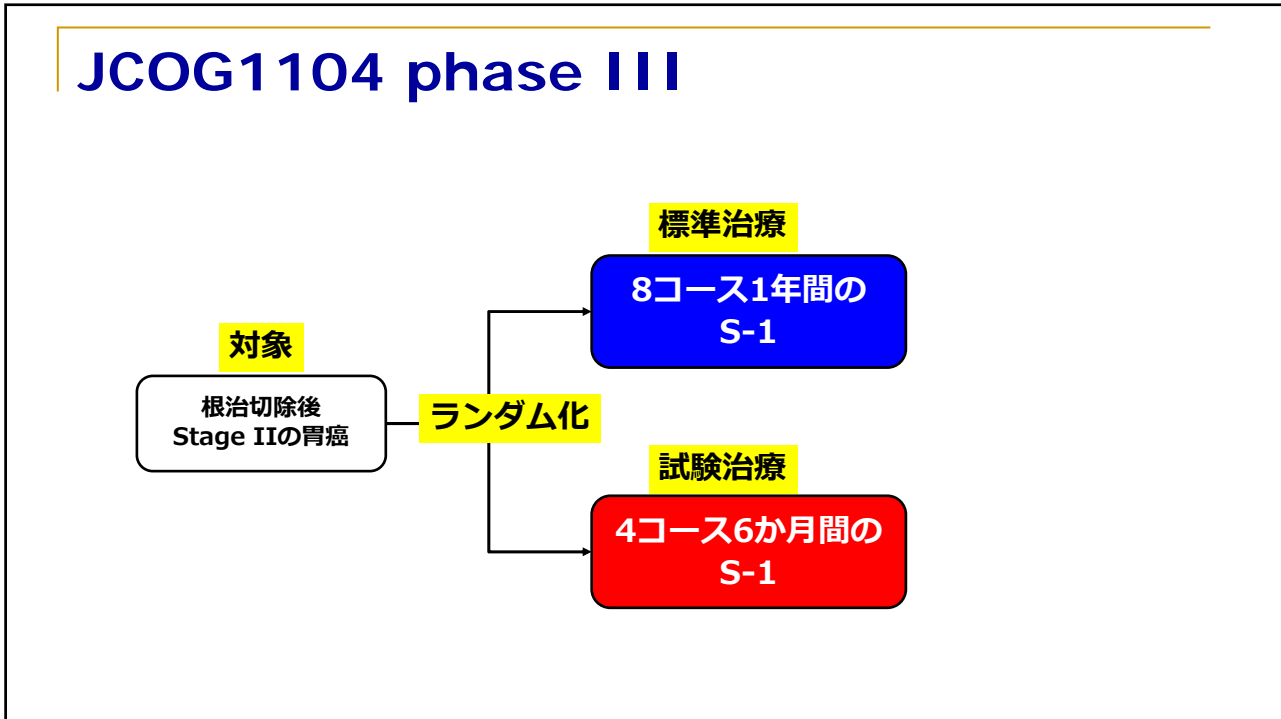 JCOG1104 phase III
対象
根治切除後
Stage IIの胃癌
ランダム化
標準治療
8コース1年間の
S-1
試験治療
4コース6か月間の
S-1